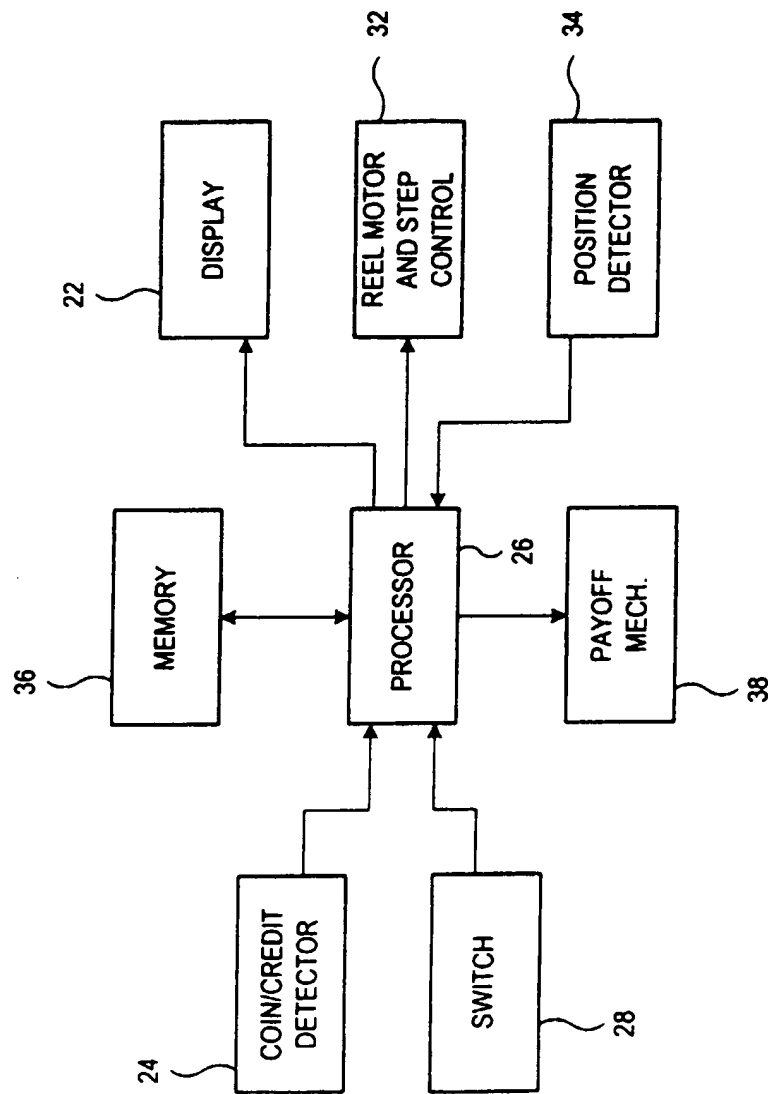 22
DISPLAY
32
REEL MOTOR
AND STEP
CONTROL
34
POSITION
DETECTOR
36
MEMORY
PROCESSOR
26
PAYOFF
MECH.
38
24
COIN/CREDIT
DETECTOR
SWITCH
28